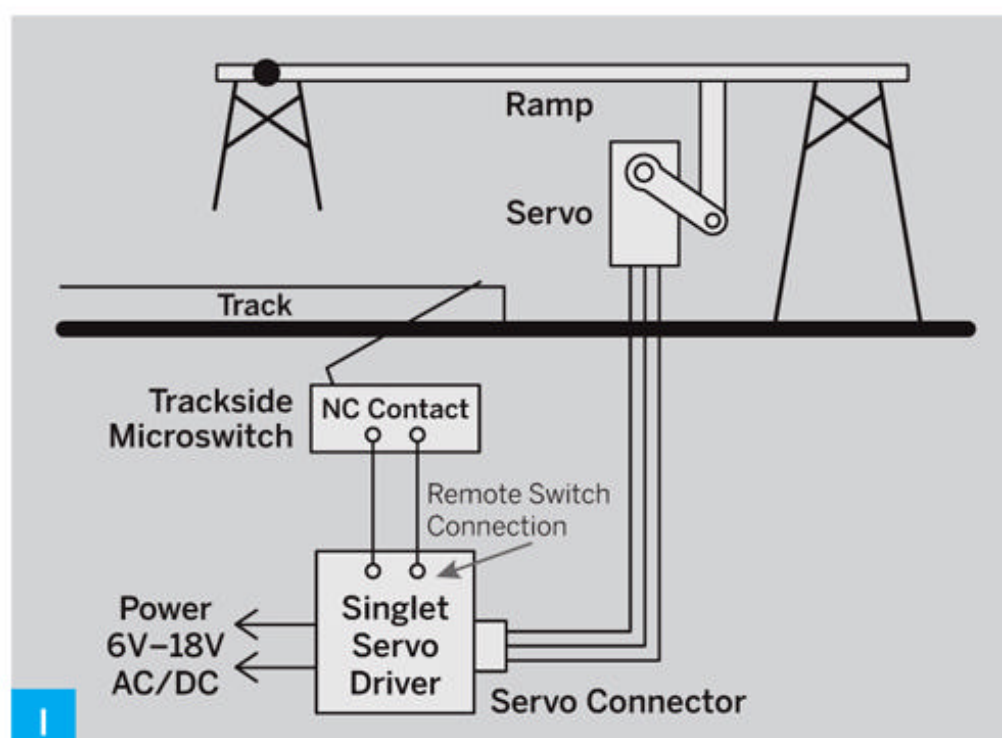 Ramp
Servo
Track
Trackside
Microswitch
NC Contact
Remote Switch
Connection
Power
6V–18V
AC/DC
Singlet
Servo
Driver
Servo Connector
I